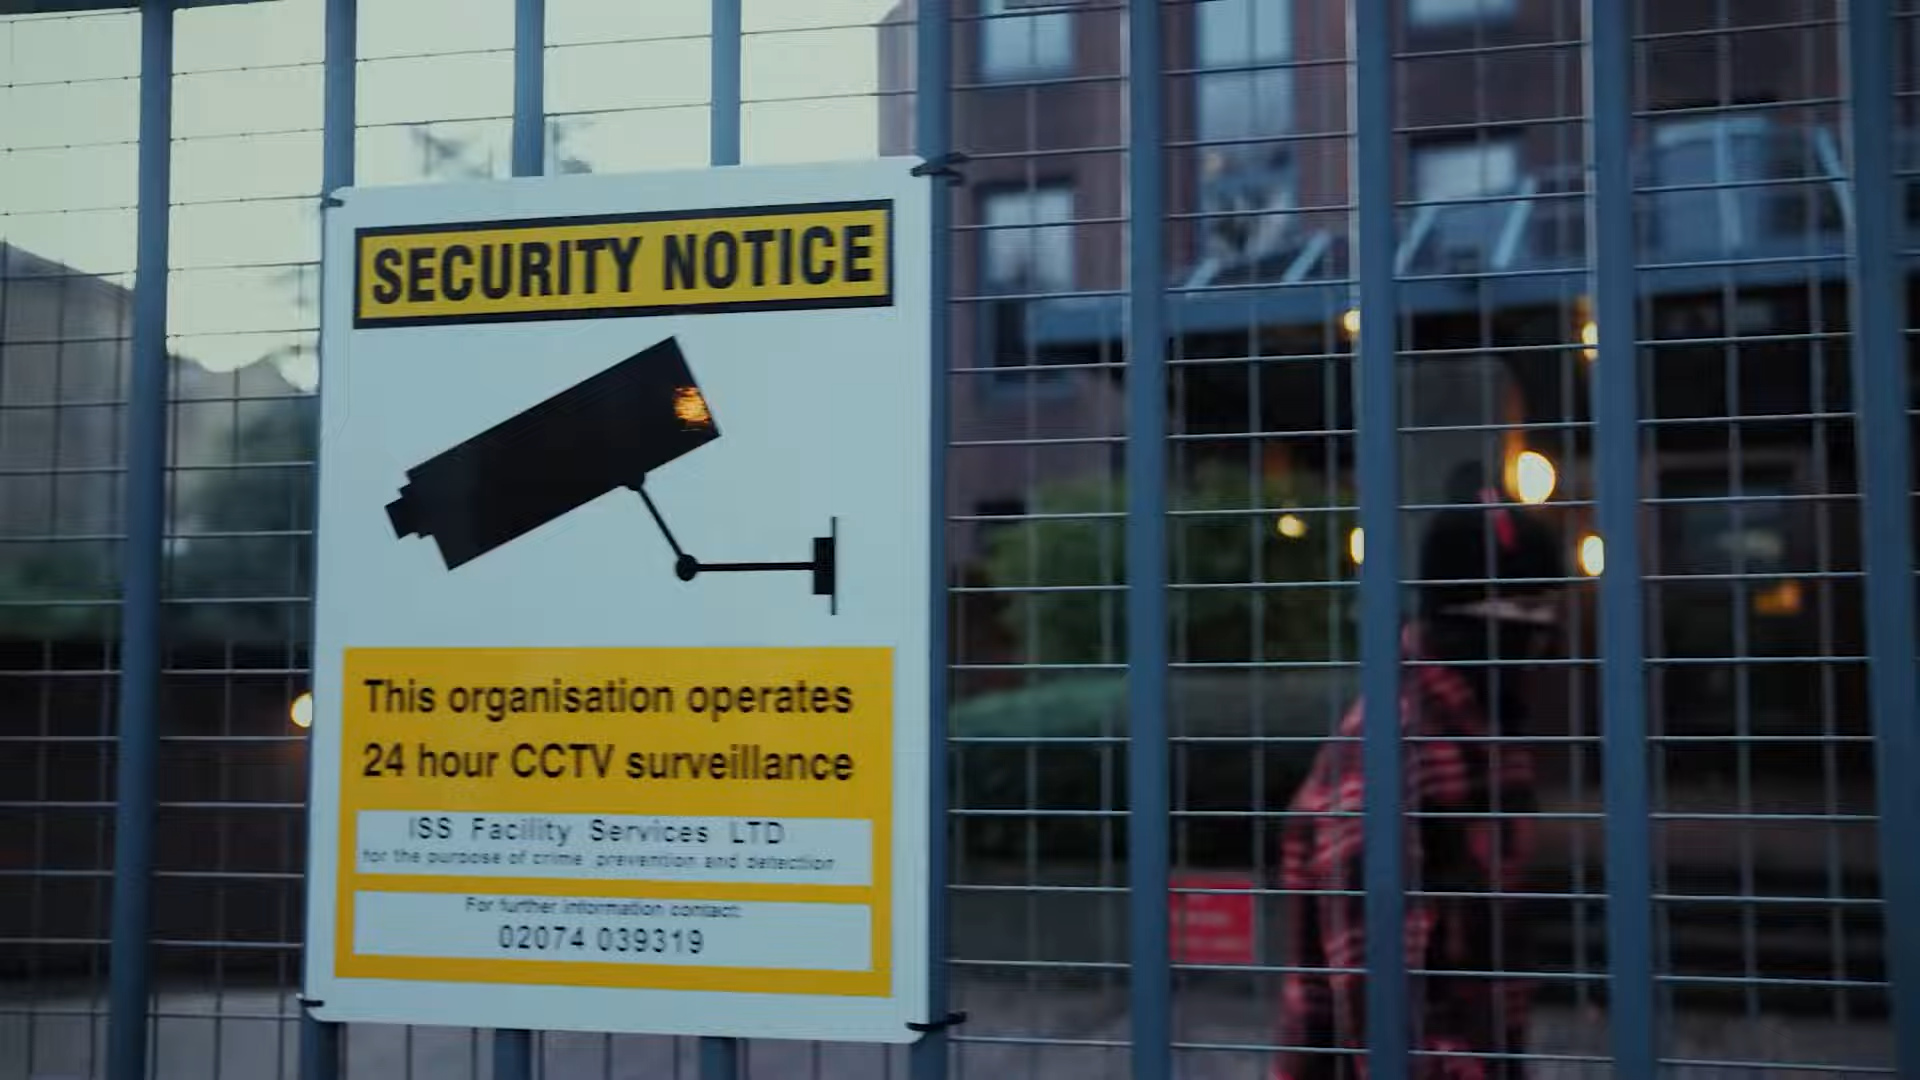 SECURITY NOTICE
This organisation operates
24 hour CCTV surveillance
ISS Facility Services LTD
for the purpose of crime prevention and detection
For further information contact:
02074 039319